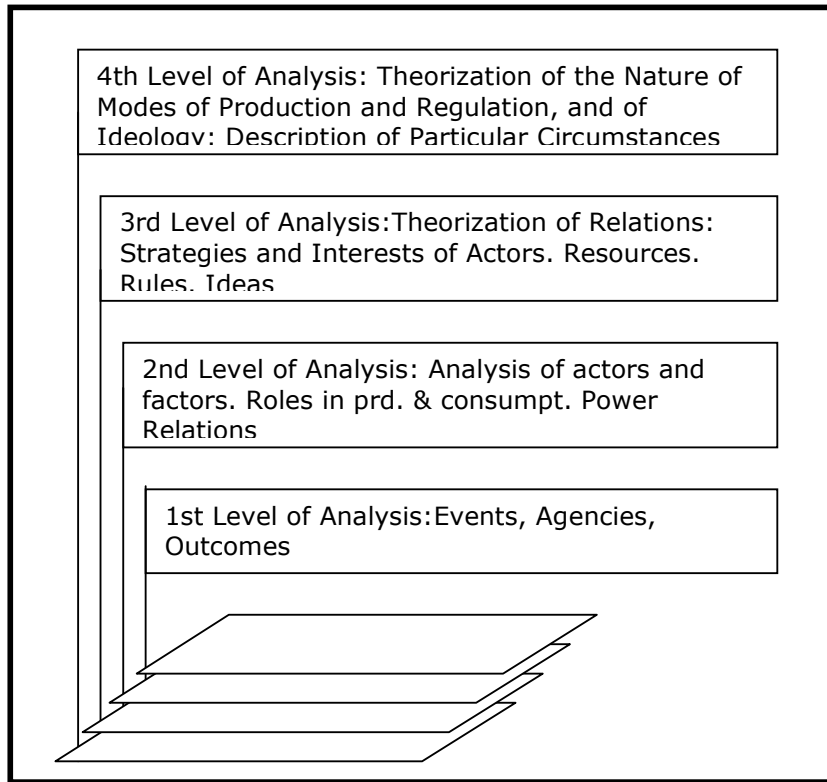 4th Level of Analysis: Theorization of the Nature of
Modes of Production and Regulation, and of
Ideology: Description of Particular Circumstances
3rd Level of Analysis:Theorization of Relations:
Strategies and Interests of Actors. Resources.
Rules. Ideas
2nd Level of Analysis: Analysis of actors and
factors. Roles in prd. & consumpt. Power
Relations
1st Level of Analysis:Events, Agencies,
Outcomes